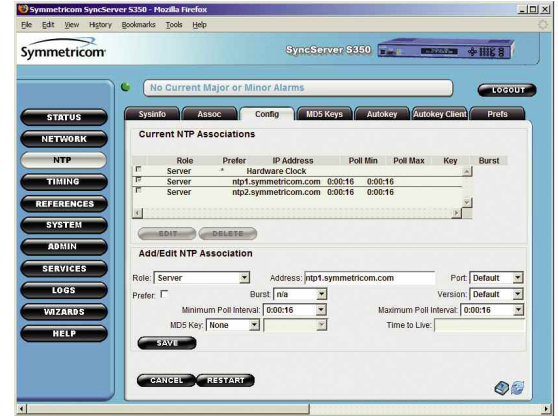 Symmetricom SyncServer S350 - Mozilla Firefox
File Edit View History Bookmarks Tools Help
Symmetricom
SyncServer S350
No Current Major or Minor Alarms
LOGOUT
STATUS
NETWORK
NTP
TIMING
REFERENCES
SYSTEM
ADMIN
SERVICES
LOGS
WIZARDS
HELP
Sysinfo Assoc Config MD5 Keys Autokey Autokey Client Prefs
Current NTP Associations
Role Prefer IP Address Poll Min Poll Max Key Burst
Server * Hardware Clock
Server ntp1.symmetricom.com 0:00:16 0:00:16
Server ntp2.symmetricom.com 0:00:16 0:00:16
EDIT DELETE
Add/Edit NTP Association
Role: Server Address: ntp1.symmetricom.com Port: Default
Prefer: Burst: n/a Version: Default
Minimum Poll Interval: 0:00:16 Maximum Poll Interval: 0:00:16
MD5 Key: None Time to Live:
SAVE
CANCEL RESTART